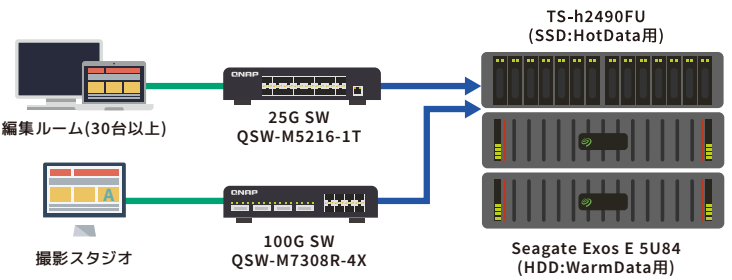 TS-h2490FU
(SSD:HotData用)
QNAP
編集ルーム(30台以上)
25G SW
QSW-M5216-1T
A
QNAP
撮影スタジオ
100G SW
QSW-M7308R-4X
Seagate Exos E 5U84
(HDD:WarmData用)